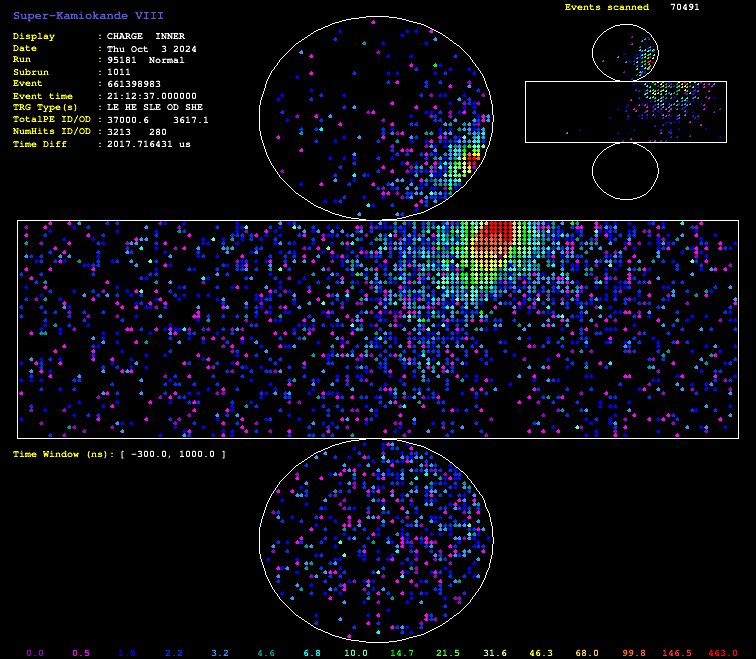 Super-Kamiokande VIII
Events scanned 70491
Display : CHARGE INNER
Date : Thu Oct 3 2024
Run : 95181 Normal
Subrun : 1011
Event : 661398983
Event time : 21:12:37.000000
TRG Type(s) : LE HE SLE OD SHE
TotalPE ID/OD : 37000.6 3617.1
NumHits ID/OD : 3213 280
Time Diff : 2017.716431 us
Time Window (ns): [ -300.0, 1000.0 ]
0.0 0.5 1.5 2.2 3.2 4.6 6.8 10.0 14.7 21.5 31.6 46.3 68.0 99.8 146.5 463.0